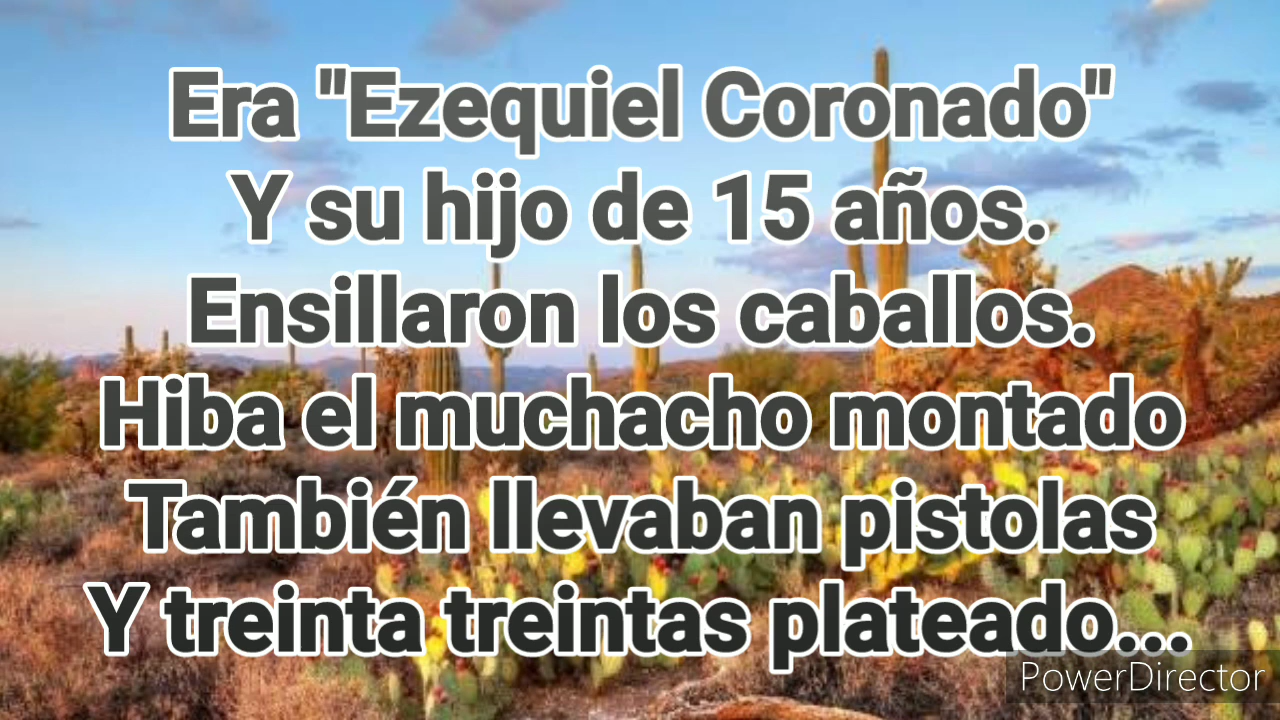 Era "Ezequiel Coronado"
Y su hijo de 15 años.
Ensillaron los caballos.
Hiba el muchacho montado
También llevaban pistolas
Y treinta treintas plateado...
PowerDirector